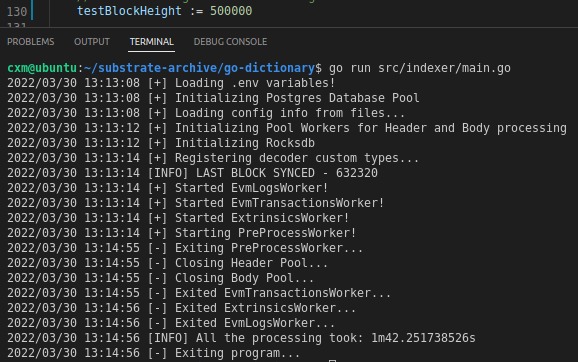 130 testBlockHeight := 500000
PROBLEMS OUTPUT TERMINAL DEBUG CONSOLE
cxm@ubuntu:~/substrate-archive/go-dictionary$ go run src/indexer/main.go
2022/03/30 13:13:08 [+] Loading .env variables!
2022/03/30 13:13:08 [+] Initializing Postgres Database Pool
2022/03/30 13:13:08 [+] Loading config info from files...
2022/03/30 13:13:12 [+] Initializing Pool Workers for Header and Body processing
2022/03/30 13:13:12 [+] Initializing Rocksdb
2022/03/30 13:13:14 [+] Registering decoder custom types...
2022/03/30 13:13:14 [INFO] LAST BLOCK SYNCED - 632320
2022/03/30 13:13:14 [+] Started EvmLogsWorker!
2022/03/30 13:13:14 [+] Started EvmTransactionsWorker!
2022/03/30 13:13:14 [+] Started ExtrinsicsWorker!
2022/03/30 13:13:14 [+] Starting PreProcessWorker!
2022/03/30 13:14:55 [-] Exiting PreProcessWorker...
2022/03/30 13:14:55 [-] Closing Header Pool...
2022/03/30 13:14:55 [-] Closing Body Pool...
2022/03/30 13:14:55 [-] Exited EvmTransactionsWorker...
2022/03/30 13:14:56 [-] Exited ExtrinsicsWorker...
2022/03/30 13:14:56 [-] Exited EvmLogsWorker...
2022/03/30 13:14:56 [INFO] All the processing took: 1m42.251738526s
2022/03/30 13:14:56 [-] Exiting program...